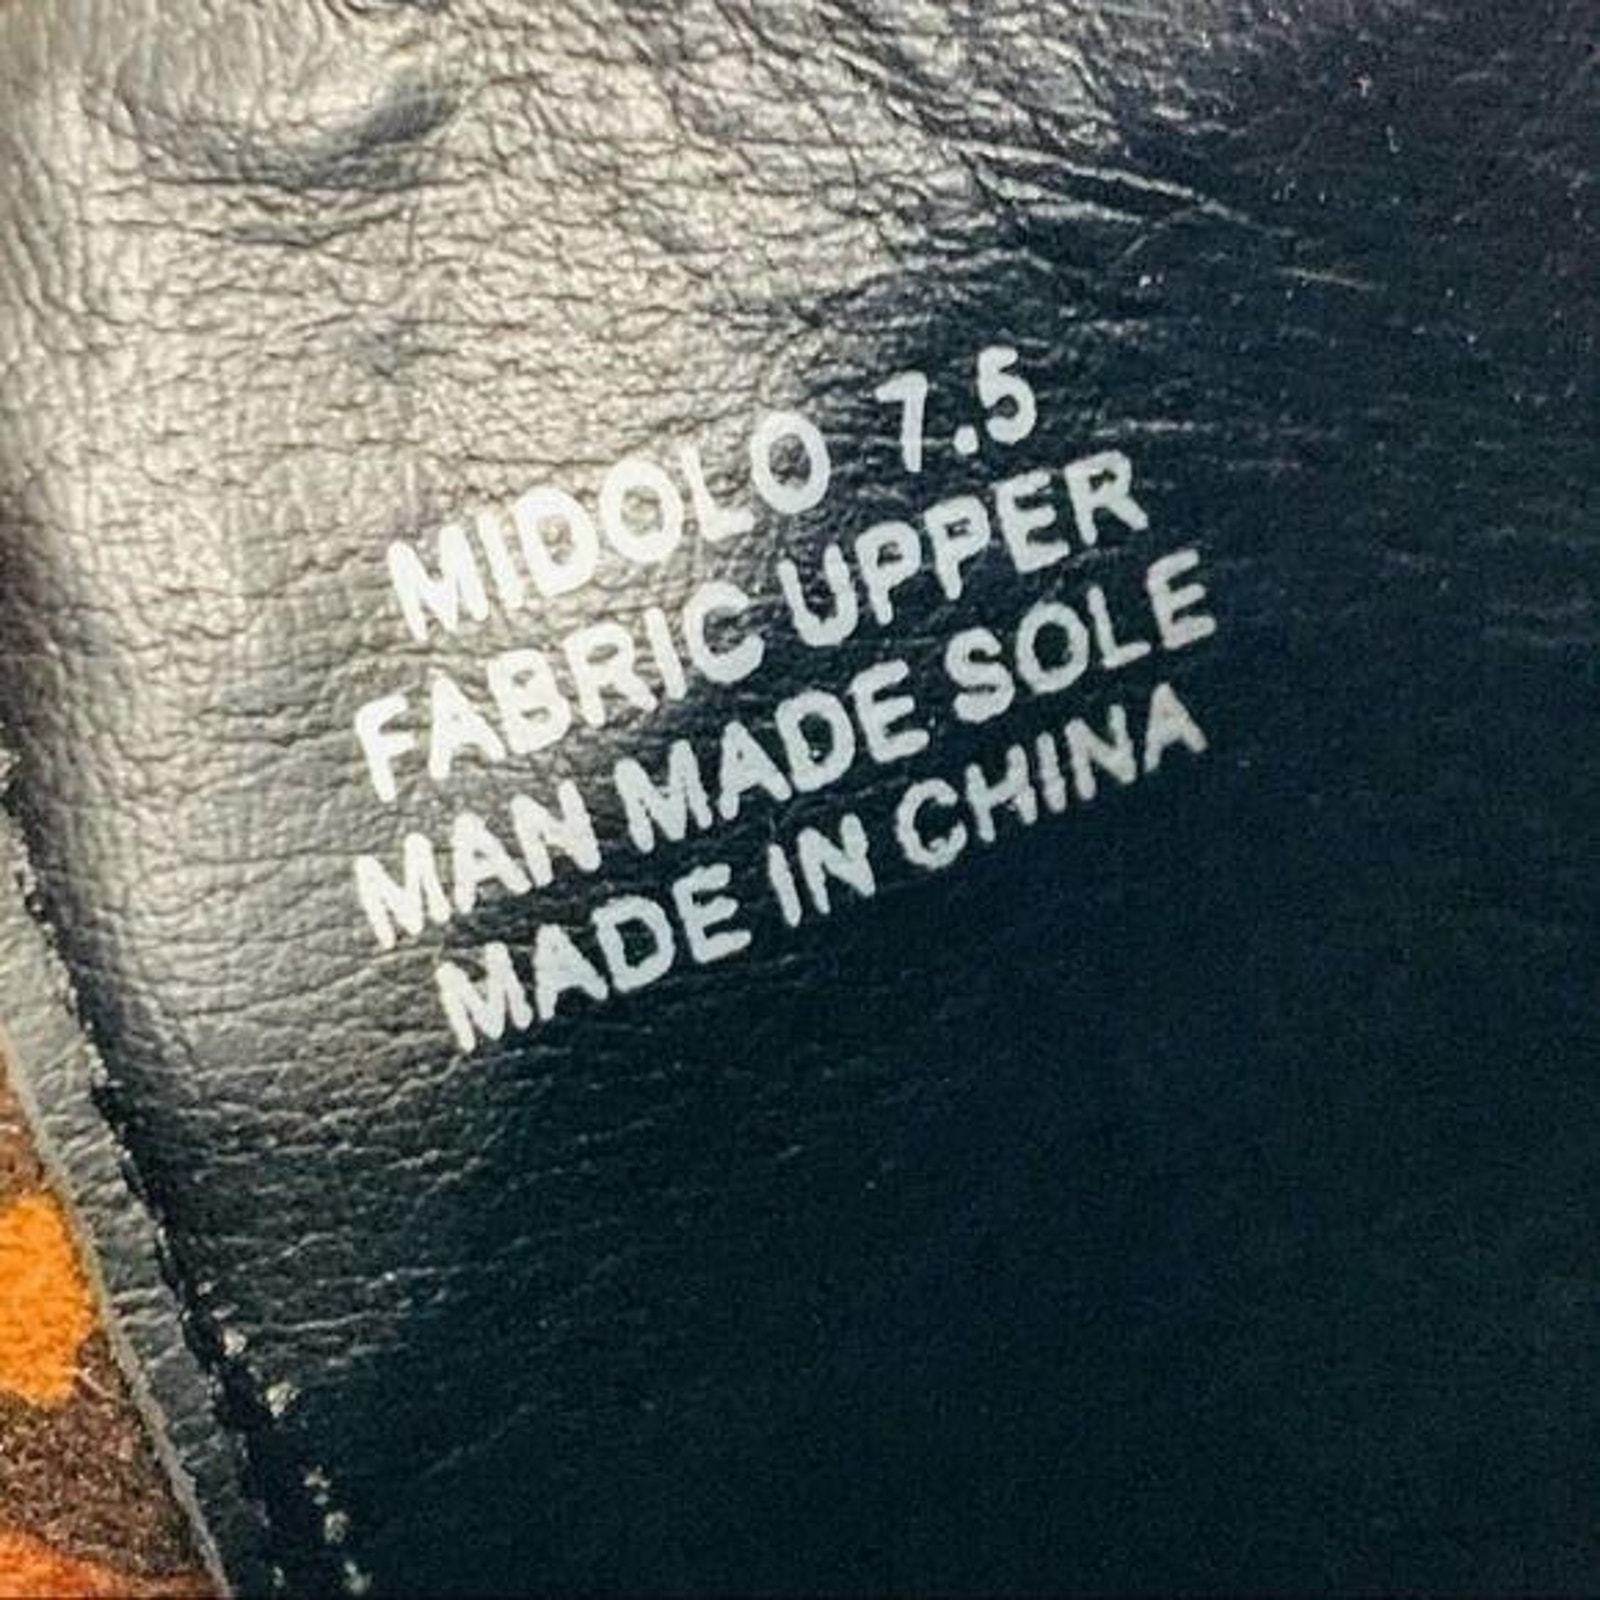 MIDOLO 7.5
FABRIC UPPER
MAN MADE SOLE
MADE IN CHINA